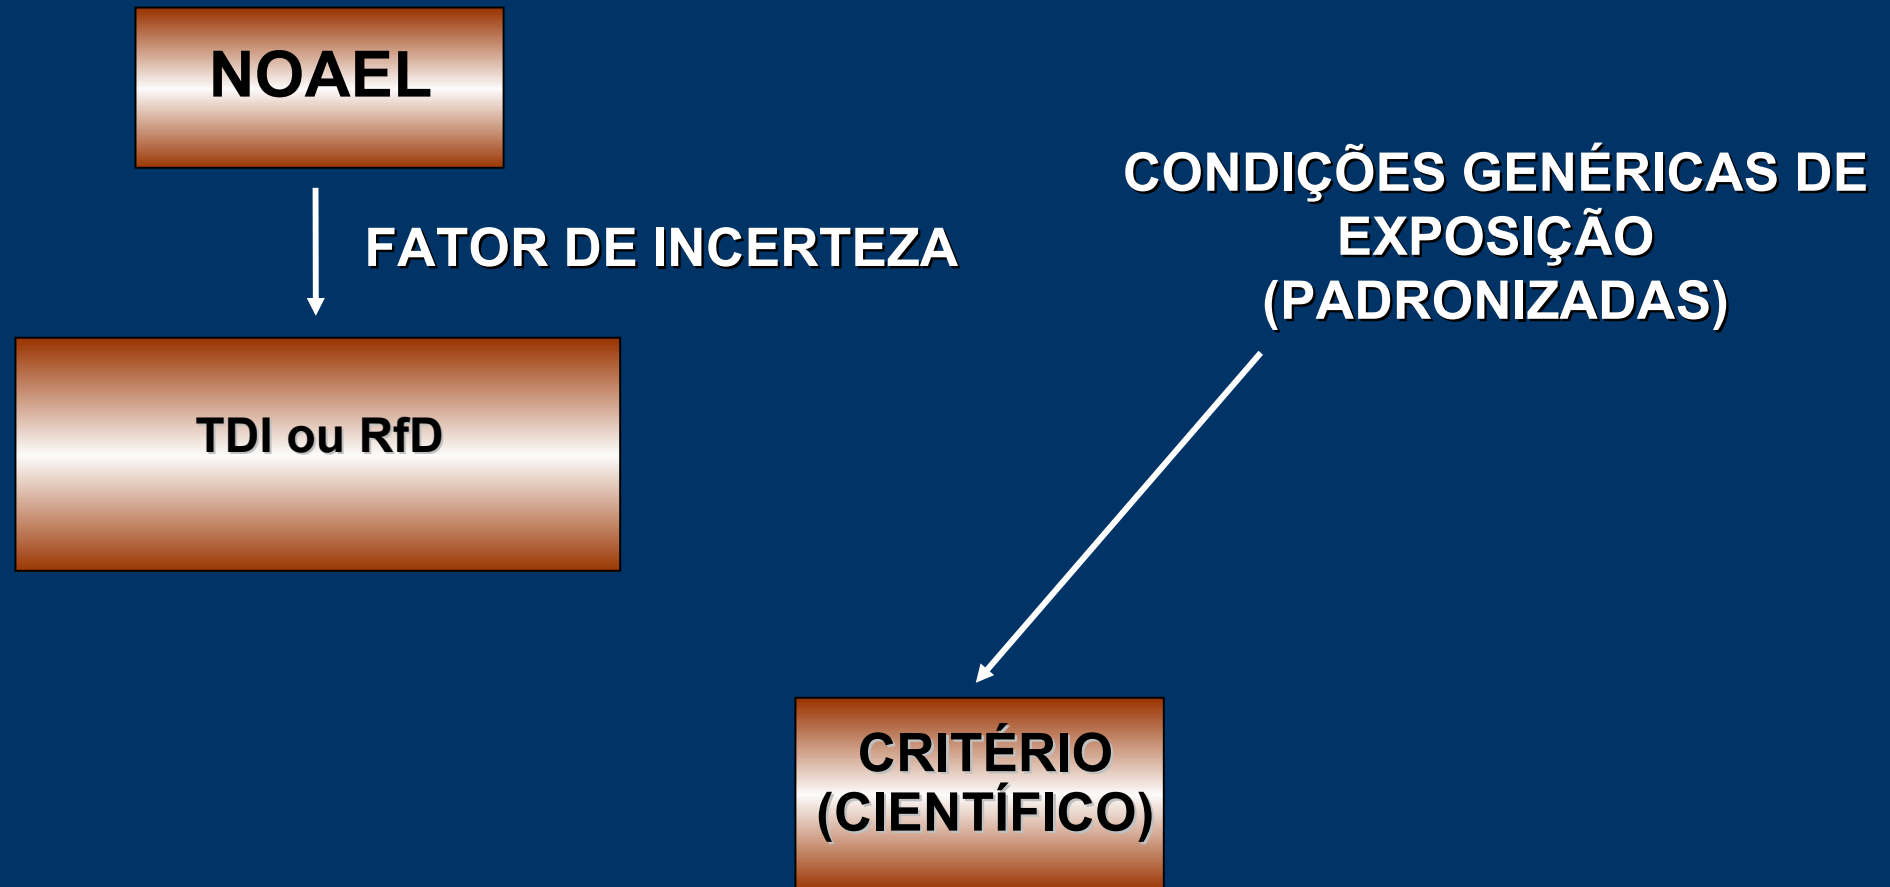 NOAEL
FATOR DE INCERTEZA
CONDIÇÕES GENÉRICAS DE
EXPOSIÇÃO
(PADRONIZADAS)
TDI ou RfD
CRITÉRIO
(CIENTÍFICO)